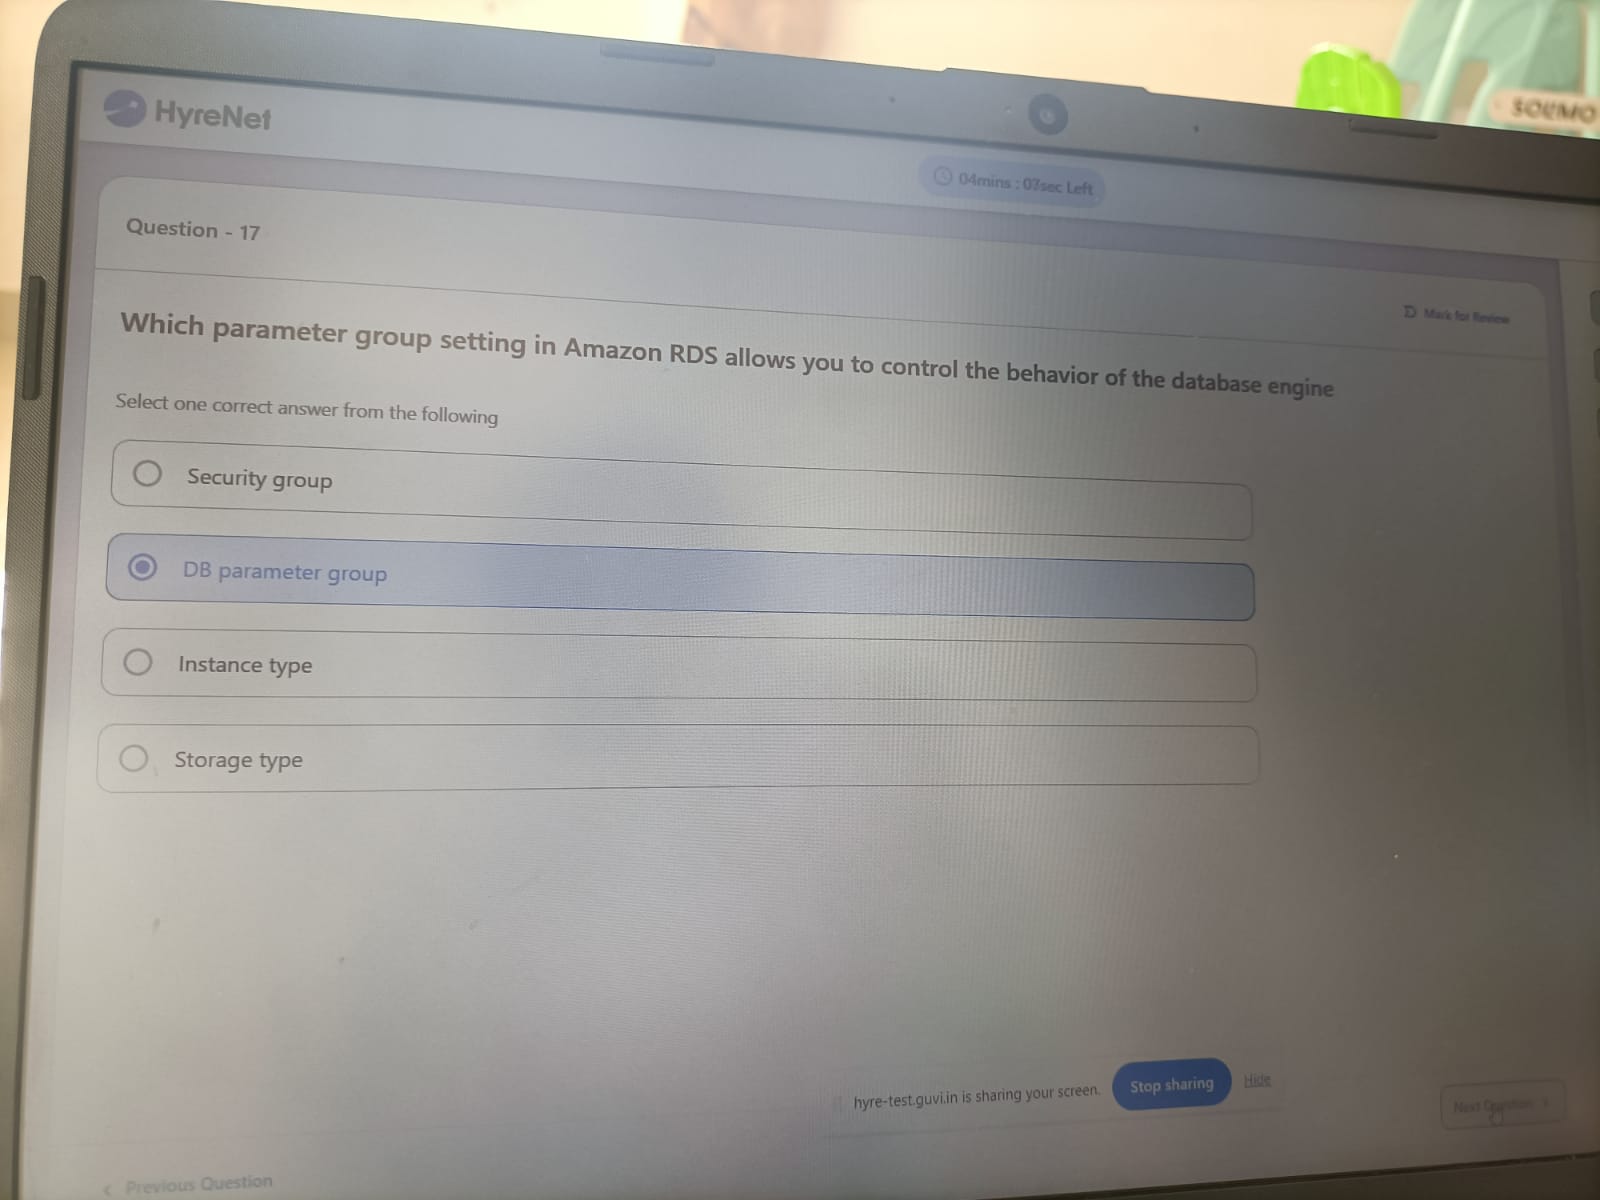 HyreNet
SOUMO
04mins : 07sec Left
Question - 17
Mark for Review
Which parameter group setting in Amazon RDS allows you to control the behavior of the database engine
Select one correct answer from the following
Security group
DB parameter group
Instance type
Storage type
hyre-test.guvi.in is sharing your screen.
Stop sharing
Hide
Next Question >
< Previous Question